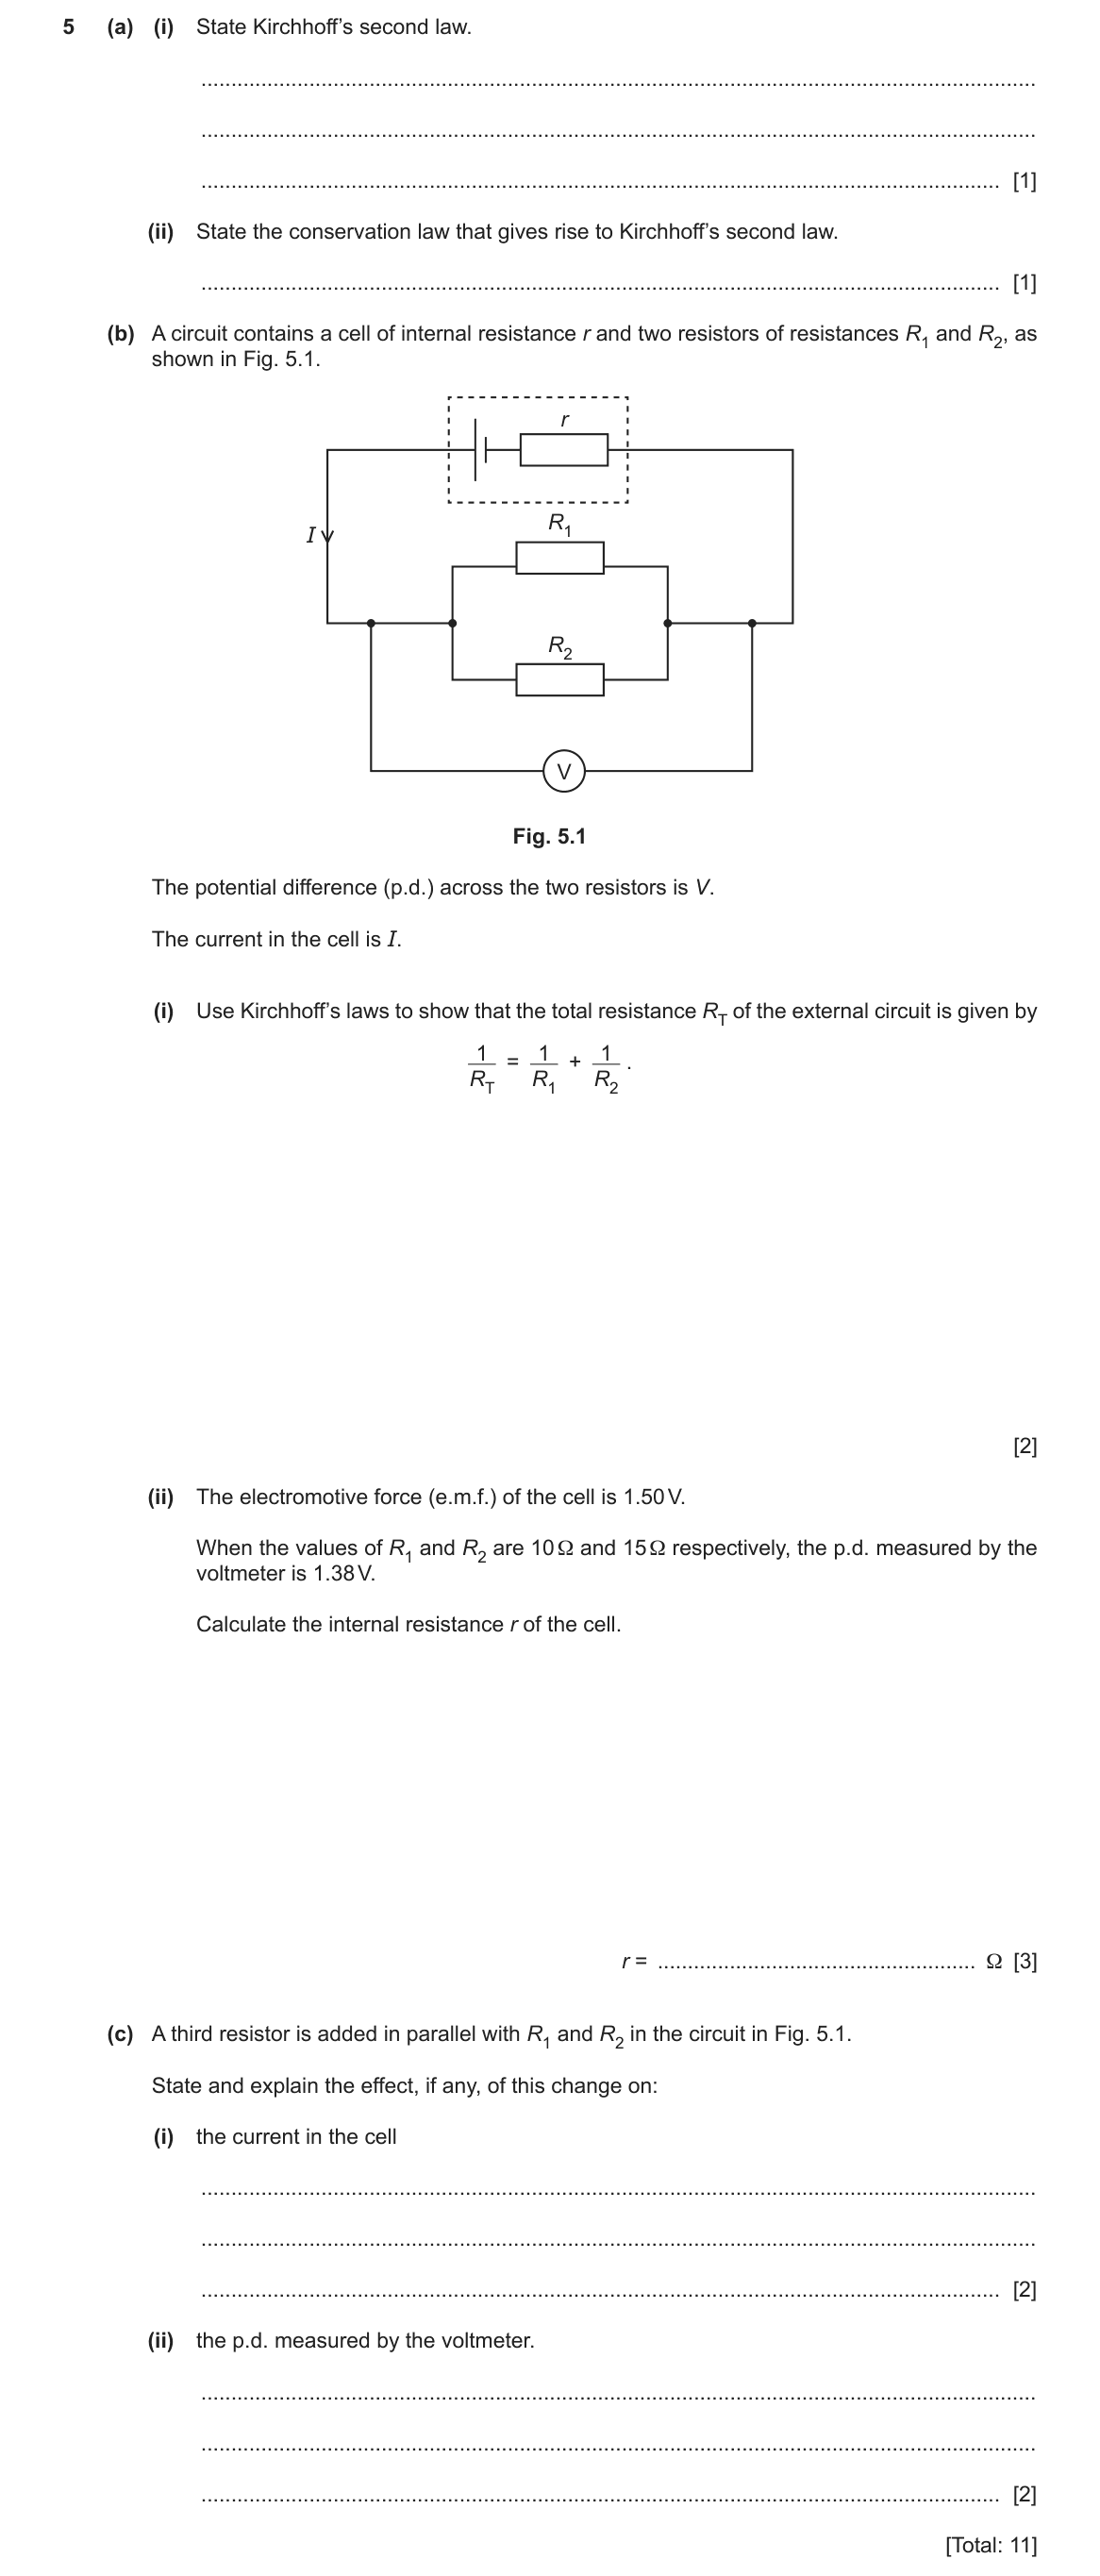 5 (a) (i) State Kirchhoff’s second law.
..........................................................................................................................................
..........................................................................................................................................
.................................................................................................................................... [1]
(ii) State the conservation law that gives rise to Kirchhoff’s second law.
.................................................................................................................................... [1]
(b) A circuit contains a cell of internal resistance r and two resistors of resistances R₁ and R₂, as
shown in Fig. 5.1.
r
I
R₁
R₂
V
Fig. 5.1
The potential difference (p.d.) across the two resistors is V.
The current in the cell is I.
(i) Use Kirchhoff’s laws to show that the total resistance R_T of the external circuit is given by
1/R_T = 1/R₁ + 1/R₂.
[2]
(ii) The electromotive force (e.m.f.) of the cell is 1.50 V.
When the values of R₁ and R₂ are 10 Ω and 15 Ω respectively, the p.d. measured by the
voltmeter is 1.38 V.
Calculate the internal resistance r of the cell.
r = ..................................................... Ω [3]
(c) A third resistor is added in parallel with R₁ and R₂ in the circuit in Fig. 5.1.
State and explain the effect, if any, of this change on:
(i) the current in the cell
..........................................................................................................................................
..........................................................................................................................................
.................................................................................................................................... [2]
(ii) the p.d. measured by the voltmeter.
..........................................................................................................................................
..........................................................................................................................................
.................................................................................................................................... [2]
[Total: 11]